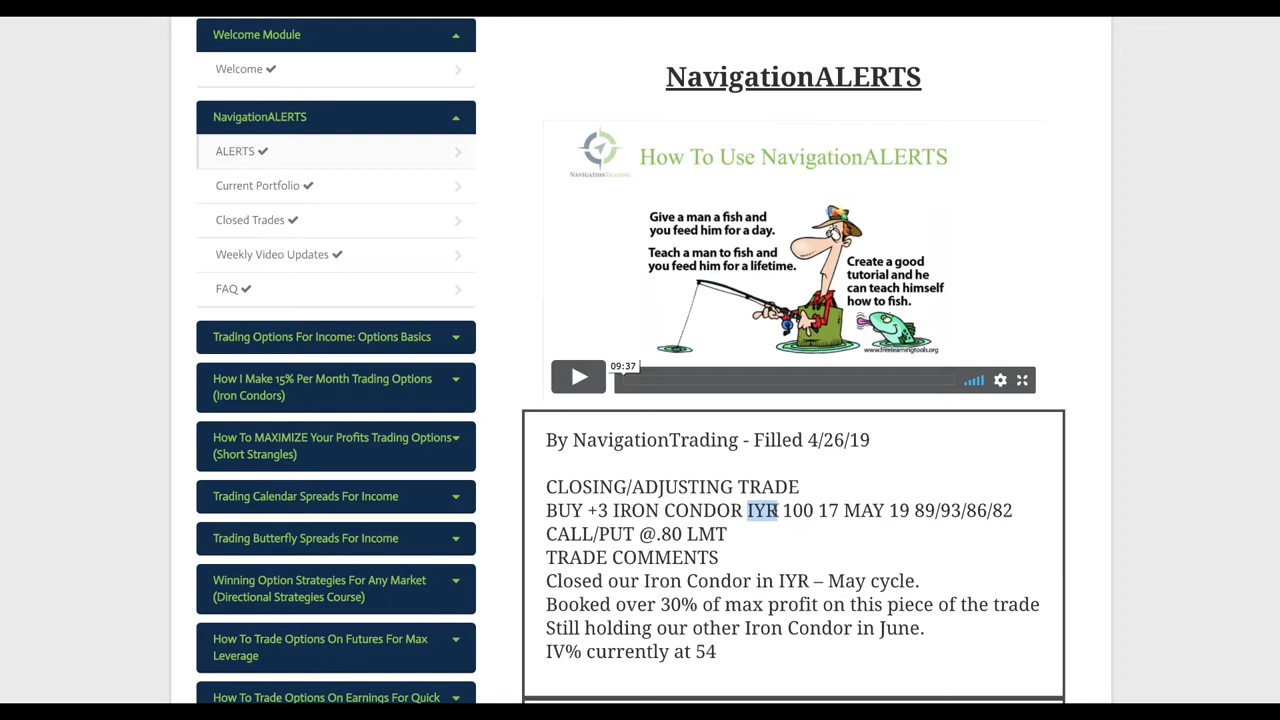 Welcome Module
Welcome
NavigationALERTS
ALERTS
Current Portfolio
Closed Trades
Weekly Video Updates
FAQ
Trading Options For Income: Options Basics
How I Make 15% Per Month Trading Options
(Iron Condors)
How To MAXIMIZE Your Profits Trading Options
(Short Strangles)
Trading Calendar Spreads For Income
Trading Butterfly Spreads For Income
Winning Option Strategies For Any Market
(Directional Strategies Course)
How To Trade Options On Futures For Max
Leverage
How To Trade Options On Earnings For Quick
NavigationALERTS
NAVIGATIONTRADING
How To Use NavigationALERTS
Give a man a fish and
you feed him for a day.
Teach a man to fish and
you feed him for a lifetime.
Create a good
tutorial and he
can teach himself
how to fish.
www.freelearningtools.org
09:37
By NavigationTrading - Filled 4/26/19
CLOSING/ADJUSTING TRADE
BUY +3 IRON CONDOR IYR 100 17 MAY 19 89/93/86/82
CALL/PUT @.80 LMT
TRADE COMMENTS
Closed our Iron Condor in IYR – May cycle.
Booked over 30% of max profit on this piece of the trade
Still holding our other Iron Condor in June.
IV% currently at 54